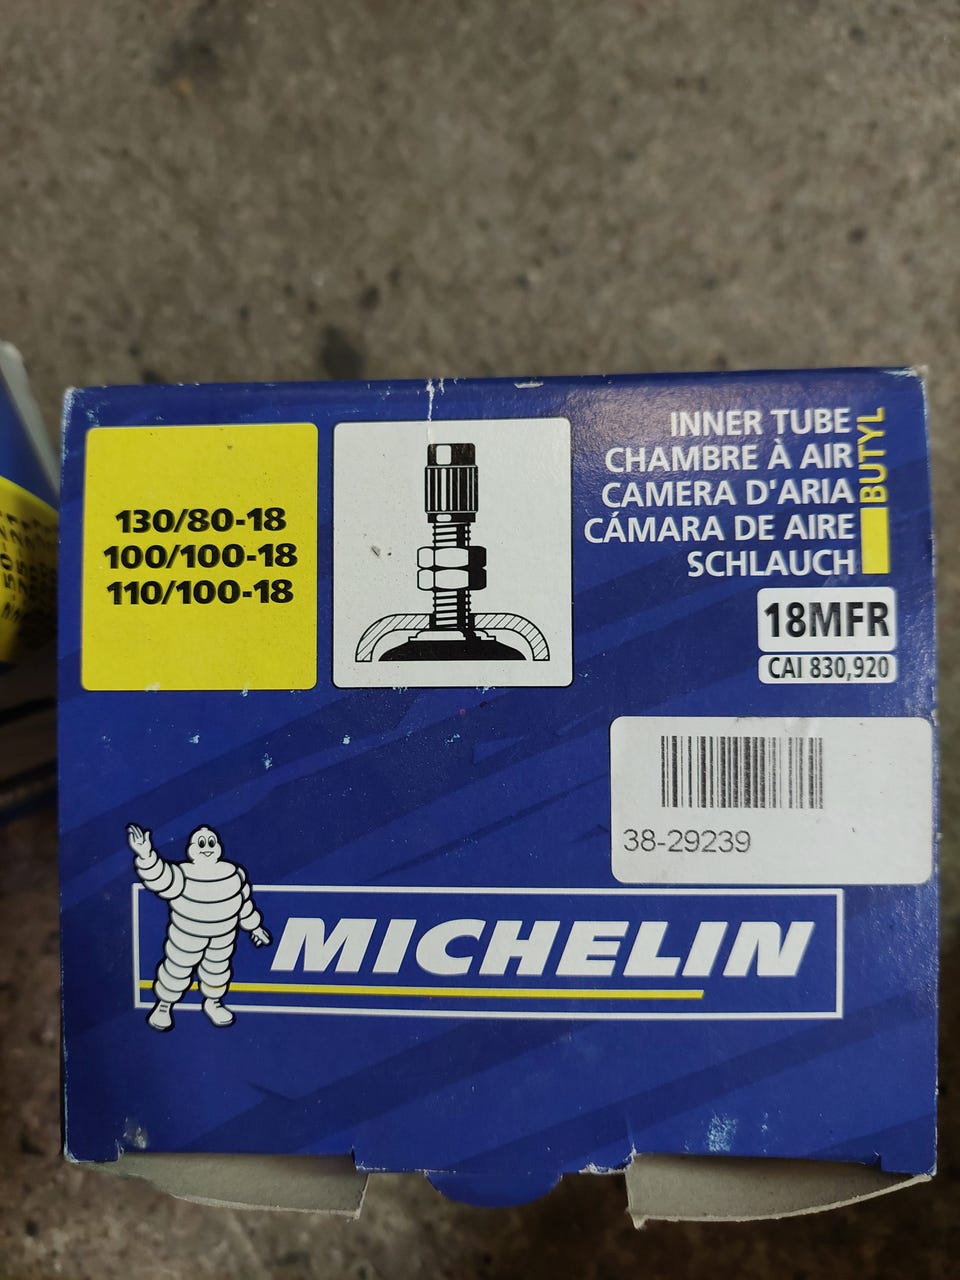 130/80-18
100/100-18
110/100-18
INNER TUBE
CHAMBRE À AIR
CAMERA D'ARIA
CÁMARA DE AIRE
SCHLAUCH
BUTYL
18MFR
CAI 830,920
38-29239
MICHELIN